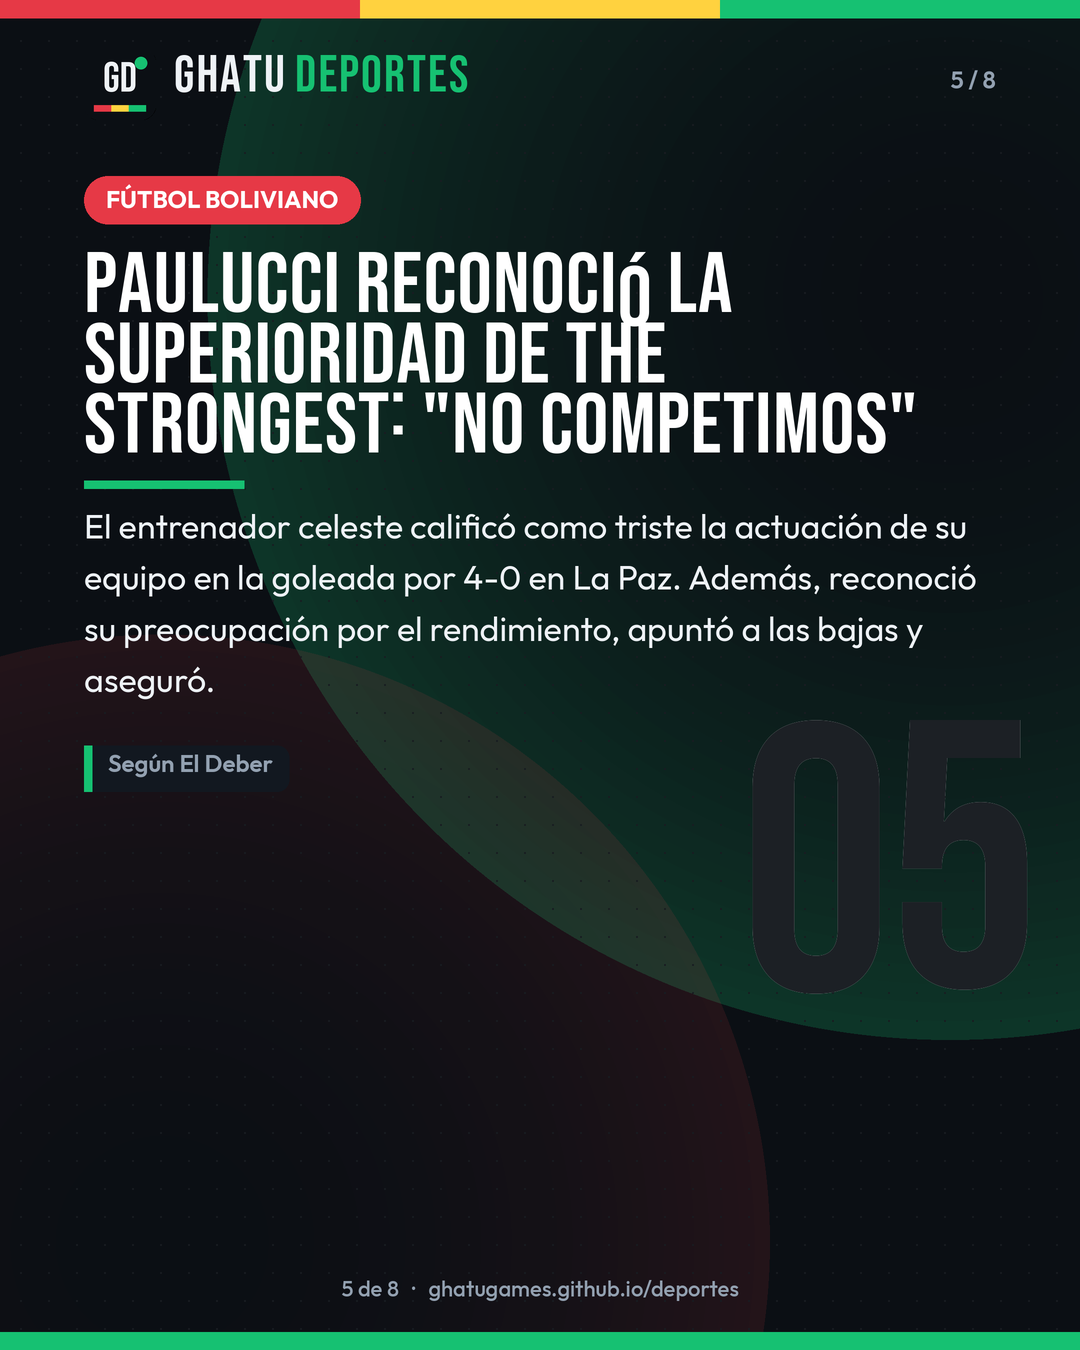 GD GHATU DEPORTES
5 / 8
FÚTBOL BOLIVIANO
PAULUCCI RECONOCIÓ LA
SUPERIORIDAD DE THE
STRONGEST: "NO COMPETIMOS"
El entrenador celeste calificó como triste la actuación de su
equipo en la goleada por 4-0 en La Paz. Además, reconoció
su preocupación por el rendimiento, apuntó a las bajas y
aseguró.
Según El Deber
05
5 de 8 · ghatugames.github.io/deportes